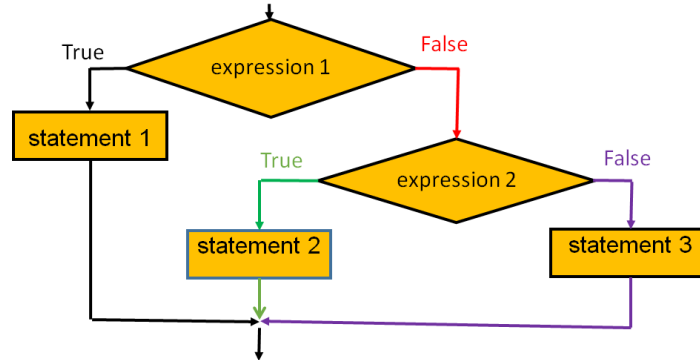 True
False
expression 1
statement 1
True
False
expression 2
statement 2
statement 3